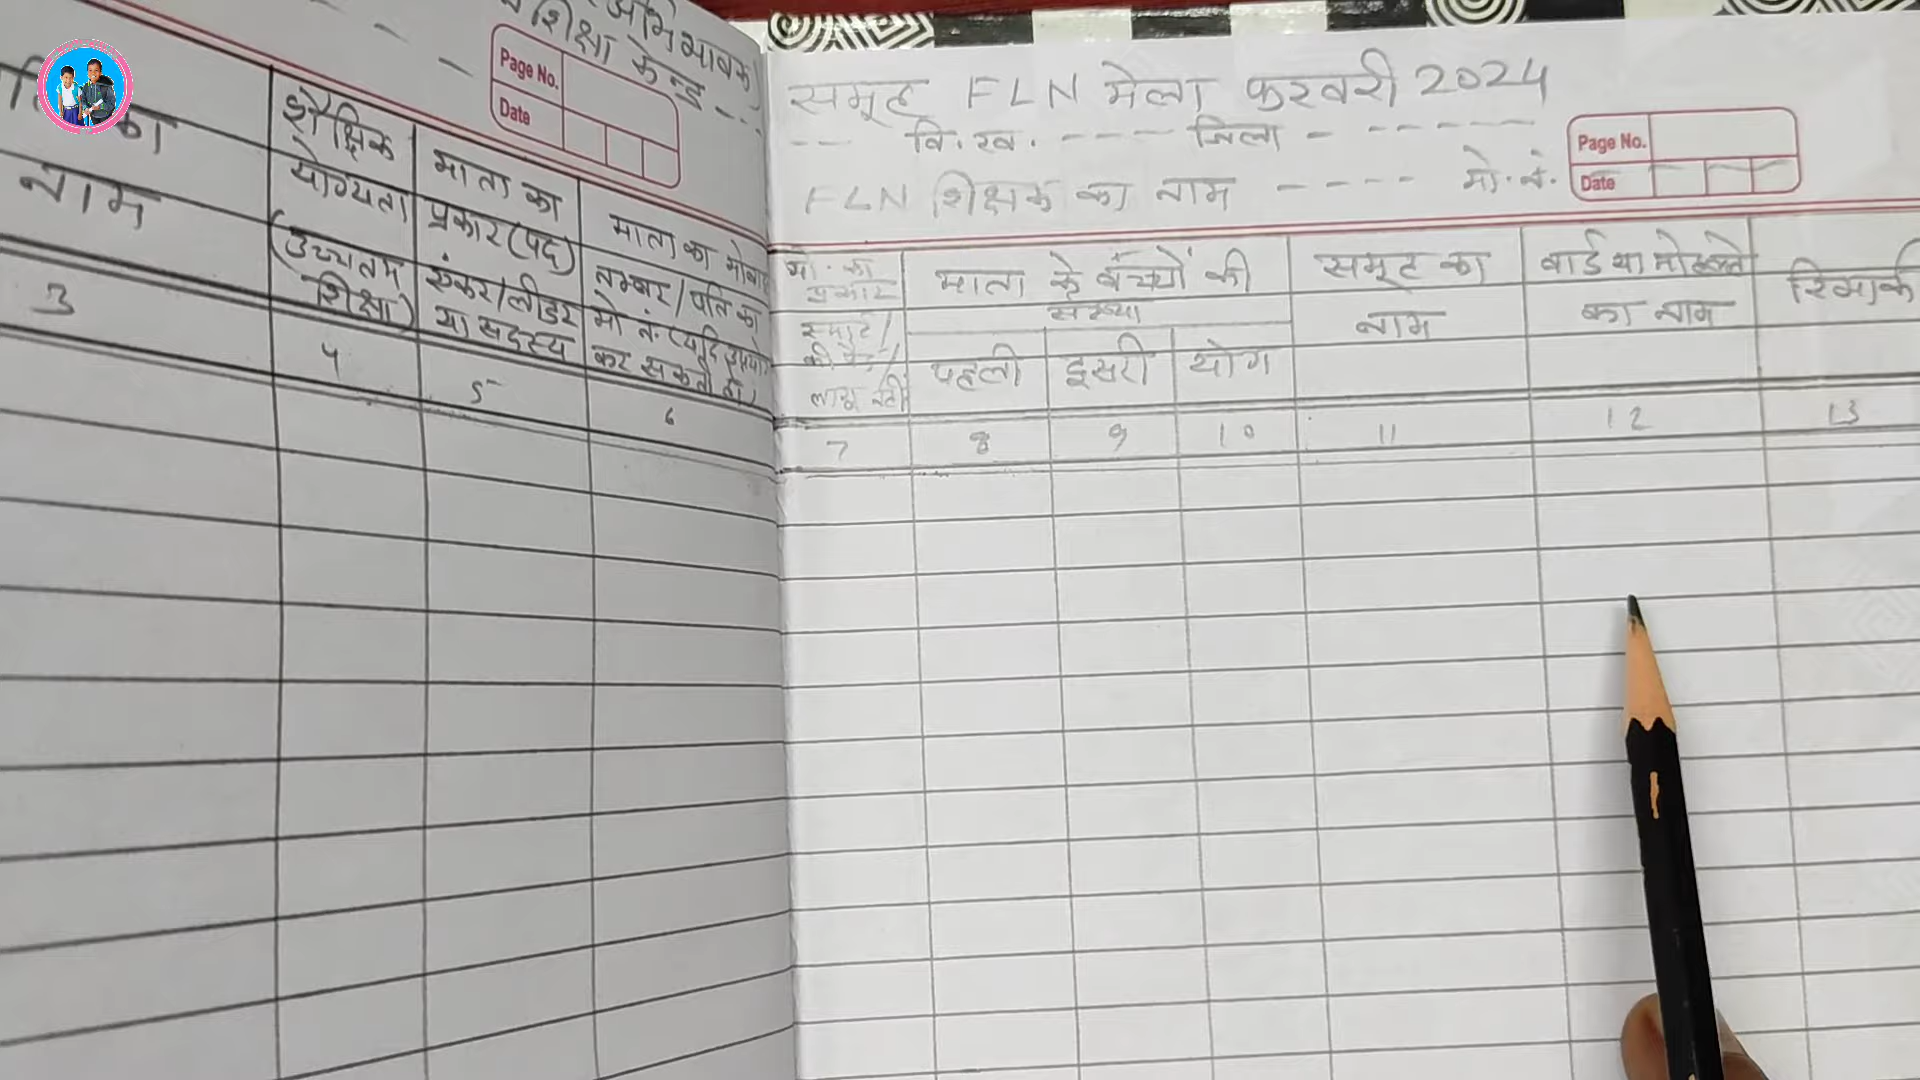 अभिभावक
शिक्षा केन्द्र - - -
Page No.
Date
का
नाम
शैक्षिक
योग्यता
(उच्चतम
शिक्षा)
माता का
प्रकार (पद)
संकर/लीडर
या सदस्य
माता का मोबा
नम्बर/पति का
मो नं. (यदि उपयोग
कर सकती हो)
3
4
5
6
समूह FLN मेला फरवरी 2024
--- वि.ख. ---- जिला - ------
FLN शिक्षक का नाम ---- मो.नं.
Page No.
Date
मो. का
प्रकार
स्मार्ट/
की पैड/
माता के बच्चों की
संख्या
पहली
दूसरी
योग
समूह का
नाम
वार्ड या मोहल्ले
का नाम
रिमार्क
7 8 9 10 11 12 13